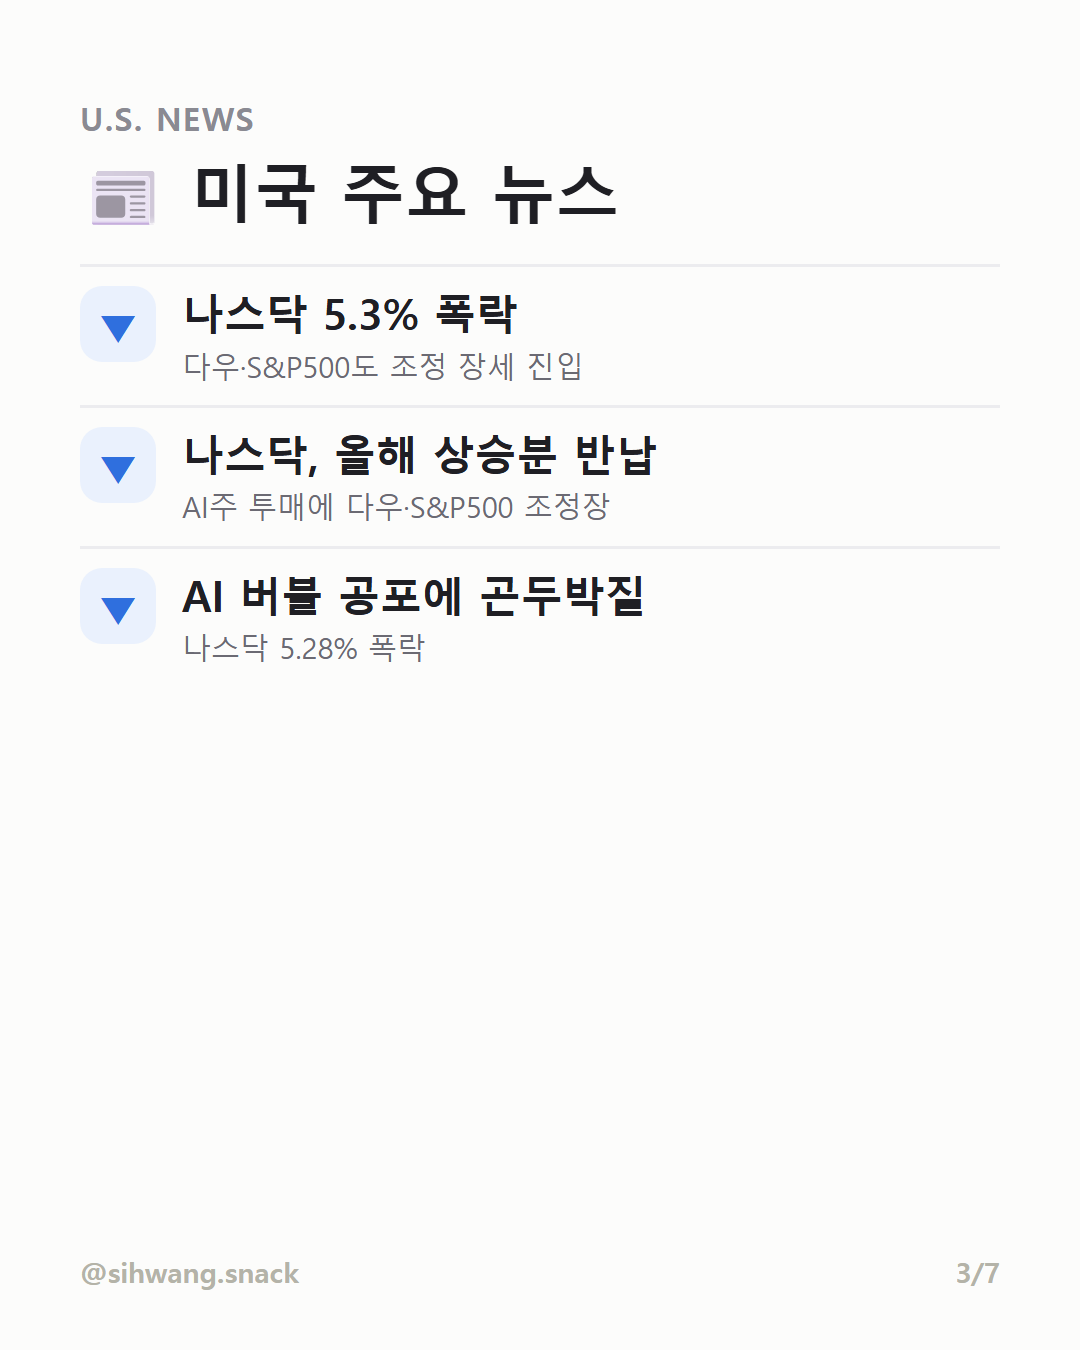 U.S. NEWS
미국 주요 뉴스
나스닥 5.3% 폭락
다우·S&P500도 조정 장세 진입
나스닥, 올해 상승분 반납
AI주 투매에 다우·S&P500 조정장
AI 버블 공포에 곤두박질
나스닥 5.28% 폭락
@sihwang.snack
3/7